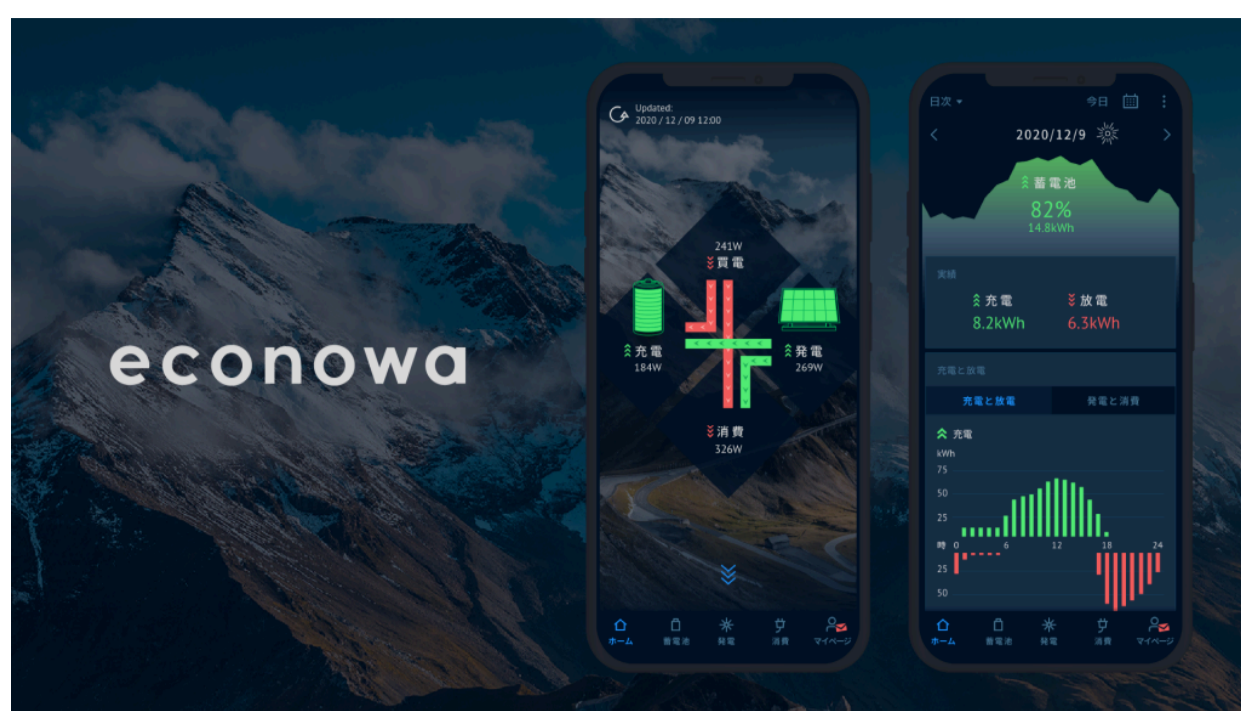 econowa
Updated:
2020 / 12 / 09 12:00
241W
買電
充電
184W
発電
269W
消費
326W
ホーム
蓄電池
発電
消費
マイページ
日次
今日
2020/12/9
蓄電池
82%
14.8kWh
実績
充電
放電
8.2kWh
6.3kWh
充電と放電
充電と放電
発電と消費
充電
kWh
75
50
25
時 0 6 12 18 24
25
50
ホーム
蓄電池
発電
消費
マイページ